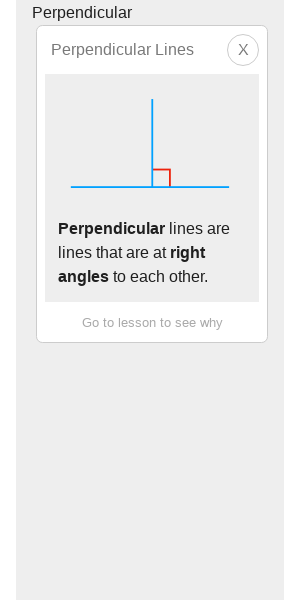 Perpendicular
Perpendicular Lines X
Perpendicular lines are
lines that are at right
angles to each other.
Go to lesson to see why